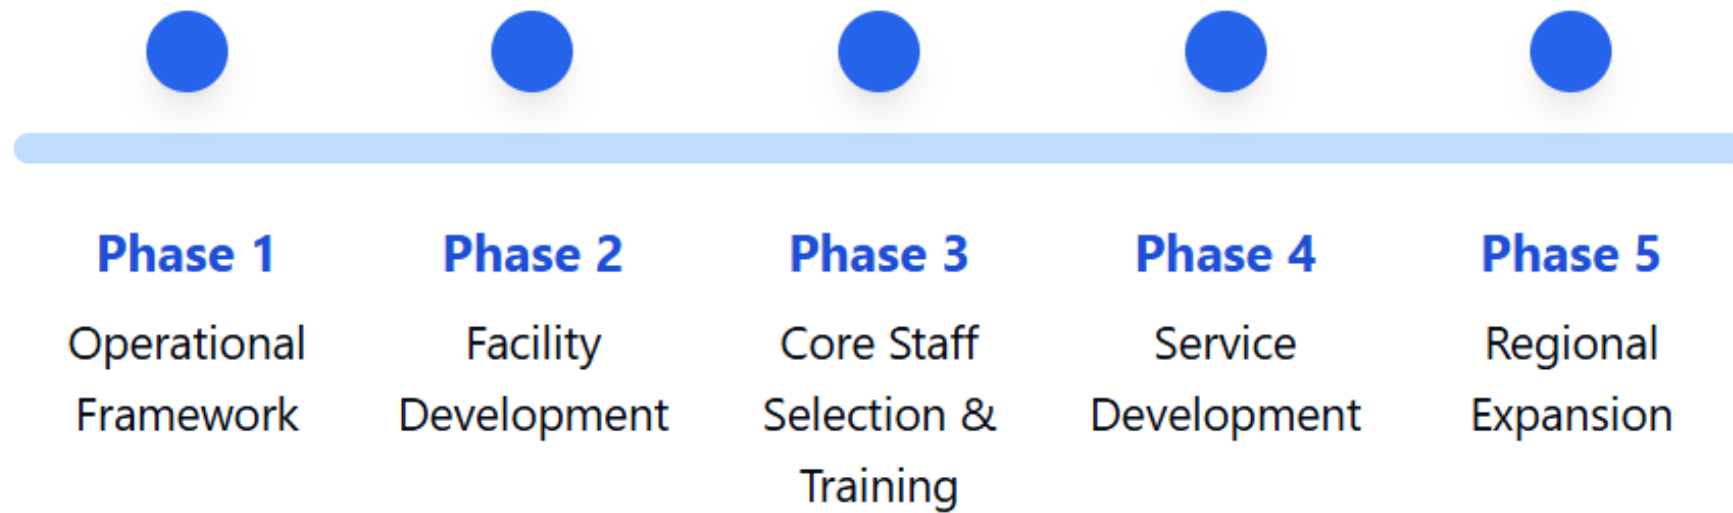 Phase 1
Operational
Framework
Phase 2
Facility
Development
Phase 3
Core Staff
Selection &
Training
Phase 4
Service
Development
Phase 5
Regional
Expansion